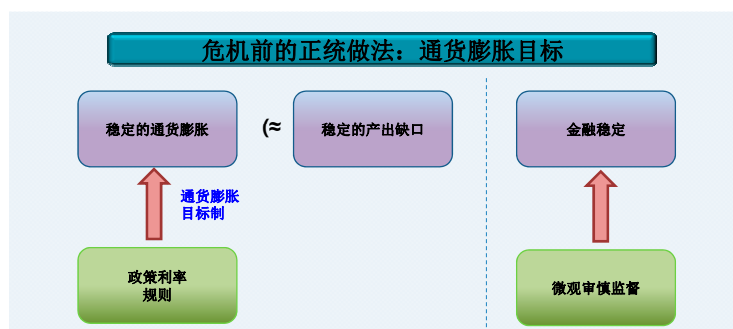 危机前的正统做法：通货膨胀目标
稳定的通货膨胀
(≈
稳定的产出缺口
金融稳定
通货膨胀
目标制
政策利率
规则
微观审慎监督